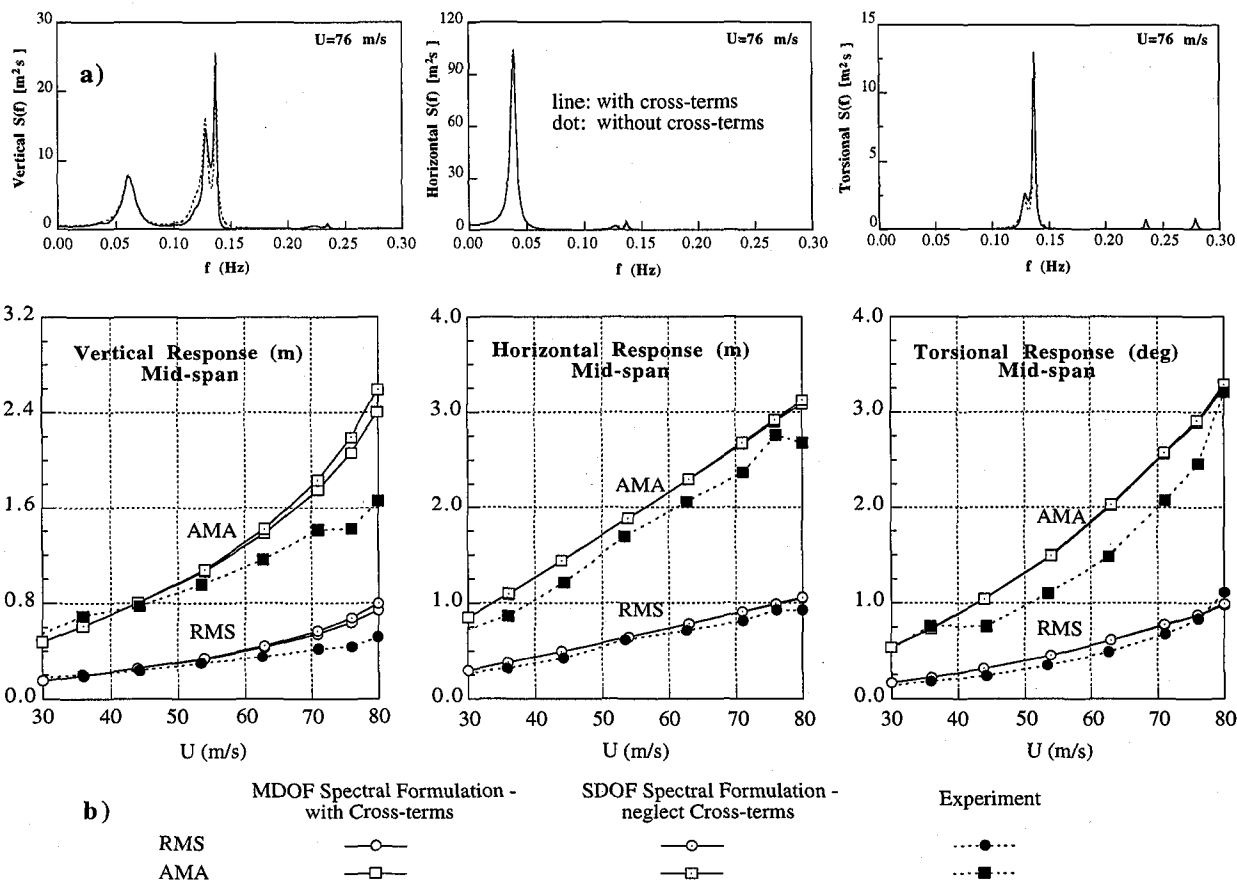 30
20
10
0
Vertical S(f) [m²s]
a)
U=76 m/s
0.00 0.05 0.10 0.15 0.20 0.25 0.30
f (Hz)
120
90
60
30
0
Horizontal S(f) [m²s]
U=76 m/s
line: with cross-terms
dot: without cross-terms
0.00 0.05 0.10 0.15 0.20 0.25 0.30
f (Hz)
15
10
5
0
Torsional S(f) [m²s]
U=76 m/s
0.00 0.10 0.15 0.20 0.25 0.30
f (Hz)
3.2
2.4
1.6
0.8
0.0
Vertical Response (m)
Mid-span
AMA
RMS
30 40 50 60 70 80
U (m/s)
4.0
3.0
2.0
1.0
0.0
Horizontal Response (m)
Mid-span
AMA
RMS
30 40 50 60 70 80
U (m/s)
4.0
3.0
2.0
1.0
0.0
Torsional Response (deg)
Mid-span
AMA
RMS
30 40 50 60 70 80
U (m/s)
b)
MDOF Spectral Formulation -
with Cross-terms
SDOF Spectral Formulation -
neglect Cross-terms
Experiment
RMS
AMA